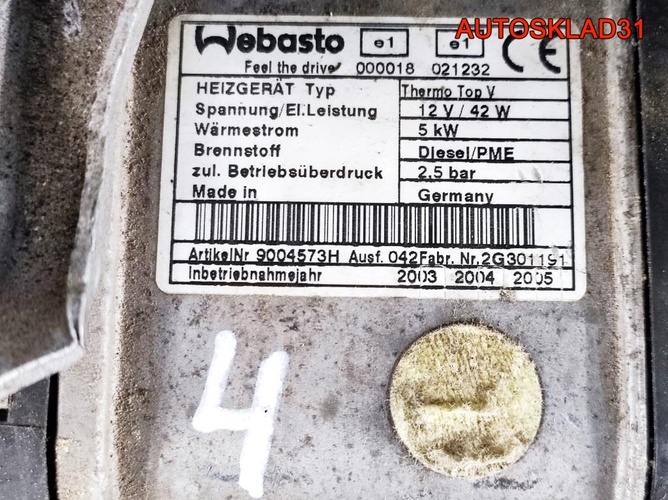 AUTOSKLAD31
Webasto e1 e1 CE
Feel the drive 000018 021232
HEIZGERÄT Typ Thermo Top V
Spannung/El.Leistung 12 V / 42 W
Wärmestrom 5 kW
Brennstoff Diesel/PME
zul. Betriebsüberdruck 2,5 bar
Made in Germany
ArtikelNr 9004573H Ausf. 042Fabr. Nr.2G301191
Inbetriebnahmejahr 2003 2004 2005
4